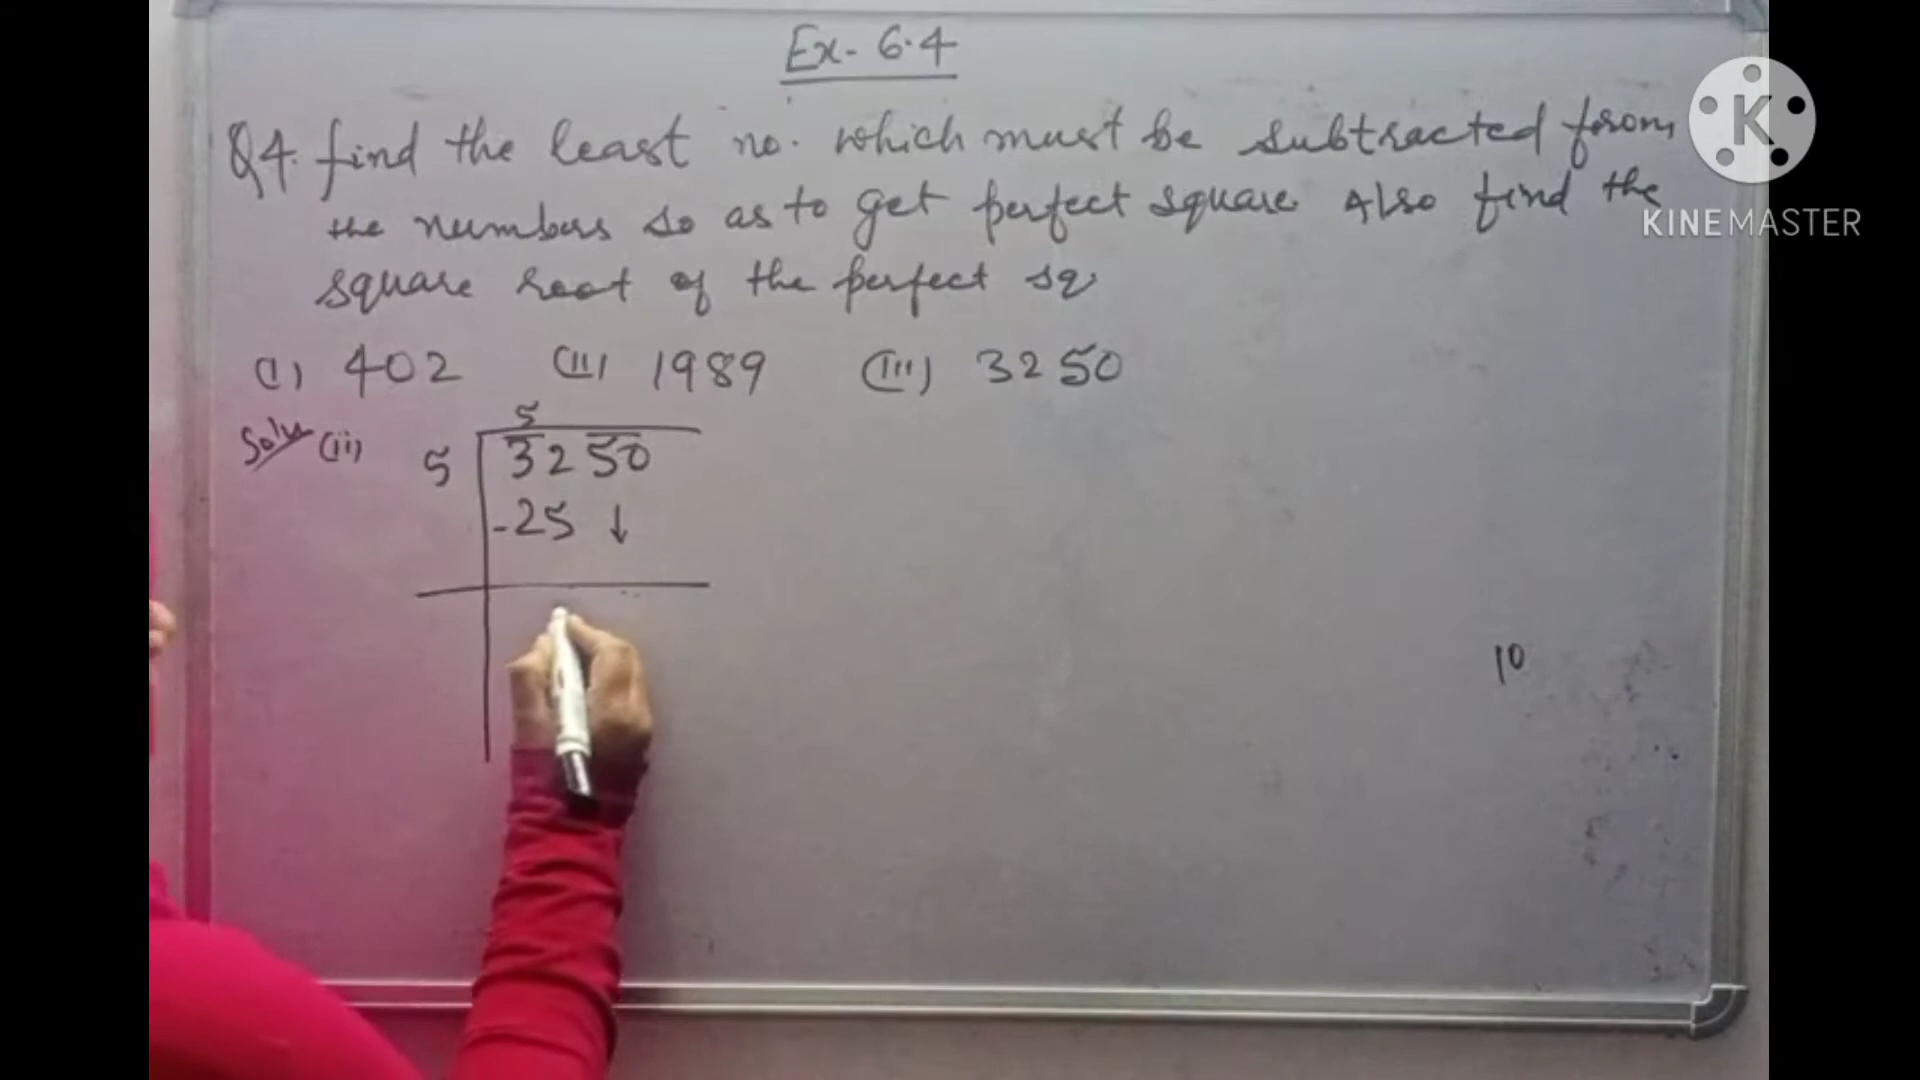 Ex- 6.4
Q4. find the least no. which must be subtracted from
the numbers so as to get perfect square. Also find the
square root of the perfect sq
(I) 402 (II) 1989 (III) 3250
Solu (ii)
5
5 3250
-25 ↓
10
K
KINEMASTER